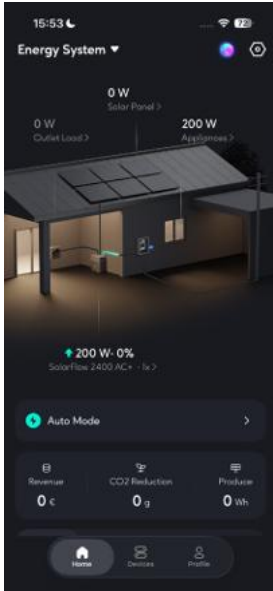 15:53
72
Energy System
0 W
Solar Panel >
0 W
Outlet Load >
200 W
Appliances >
200 W · 0%
Solarflow 2400 AC+ · 1x >
Auto Mode >
Revenue
CO2 Reduction
Produce
0 €
0 g
0 Wh
Home
Devices
Profile